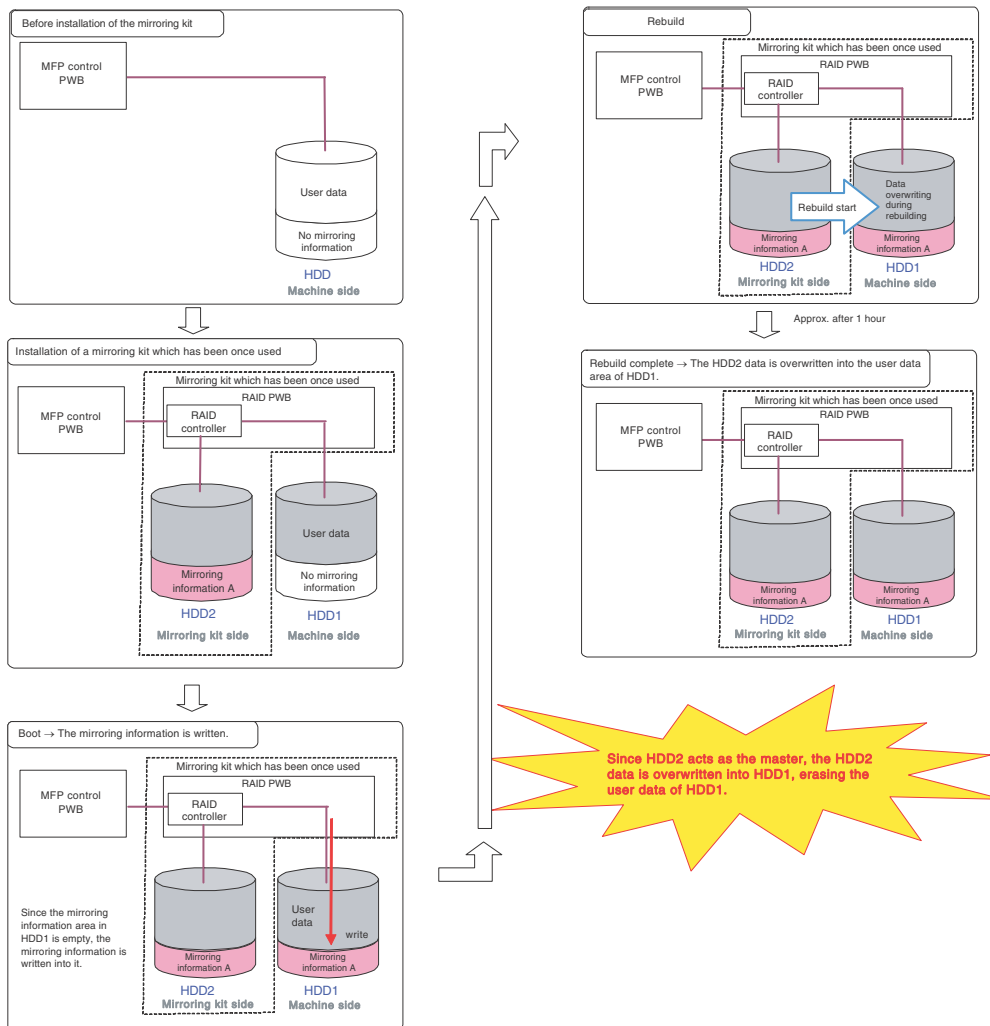 Before installation of the mirroring kit
MFP control
PWB
User data
No mirroring
information
HDD
Machine side
Installation of a mirroring kit which has been once used
Mirroring kit which has been once used
RAID PWB
MFP control
PWB
RAID
controller
User data
Mirroring
information A
No mirroring
information
HDD2
HDD1
Mirroring kit side
Machine side
Boot → The mirroring information is written.
Mirroring kit which has been once used
RAID PWB
MFP control
PWB
RAID
controller
Since the mirroring
information area in
HDD1 is empty, the
mirroring information is
written into it.
User
data
write
Mirroring
information A
Mirroring
information A
HDD2
HDD1
Mirroring kit side
Machine side
Rebuild
Mirroring kit which has been once used
RAID PWB
MFP control
PWB
RAID
controller
Rebuild start
Data
overwriting
during
rebuilding
Mirroring
information A
Mirroring
information A
HDD2
HDD1
Mirroring kit side
Machine side
Approx. after 1 hour
Rebuild complete → The HDD2 data is overwritten into the user data
area of HDD1.
Mirroring kit which has been once used
RAID PWB
MFP control
PWB
RAID
controller
Mirroring
information A
Mirroring
information A
HDD2
HDD1
Mirroring kit side
Machine side
Since HDD2 acts as the master, the HDD2
data is overwritten into HDD1, erasing the
user data of HDD1.